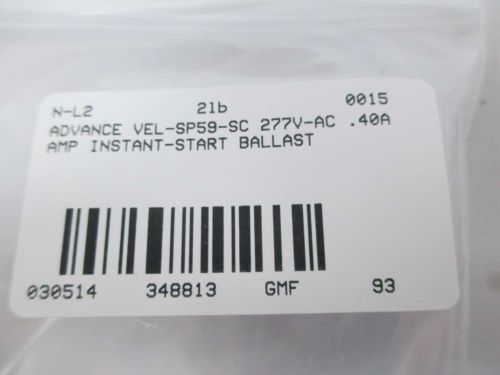 N-L2 21b 0015
ADVANCE VEL-SP59-SC 277V-AC .40A
AMP INSTANT-START BALLAST
030514 348813 GMF 93